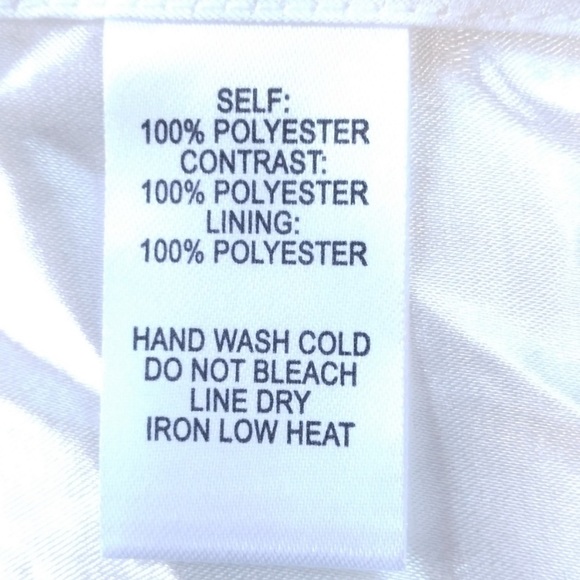 SELF:
100% POLYESTER
CONTRAST:
100% POLYESTER
LINING:
100% POLYESTER
HAND WASH COLD
DO NOT BLEACH
LINE DRY
IRON LOW HEAT